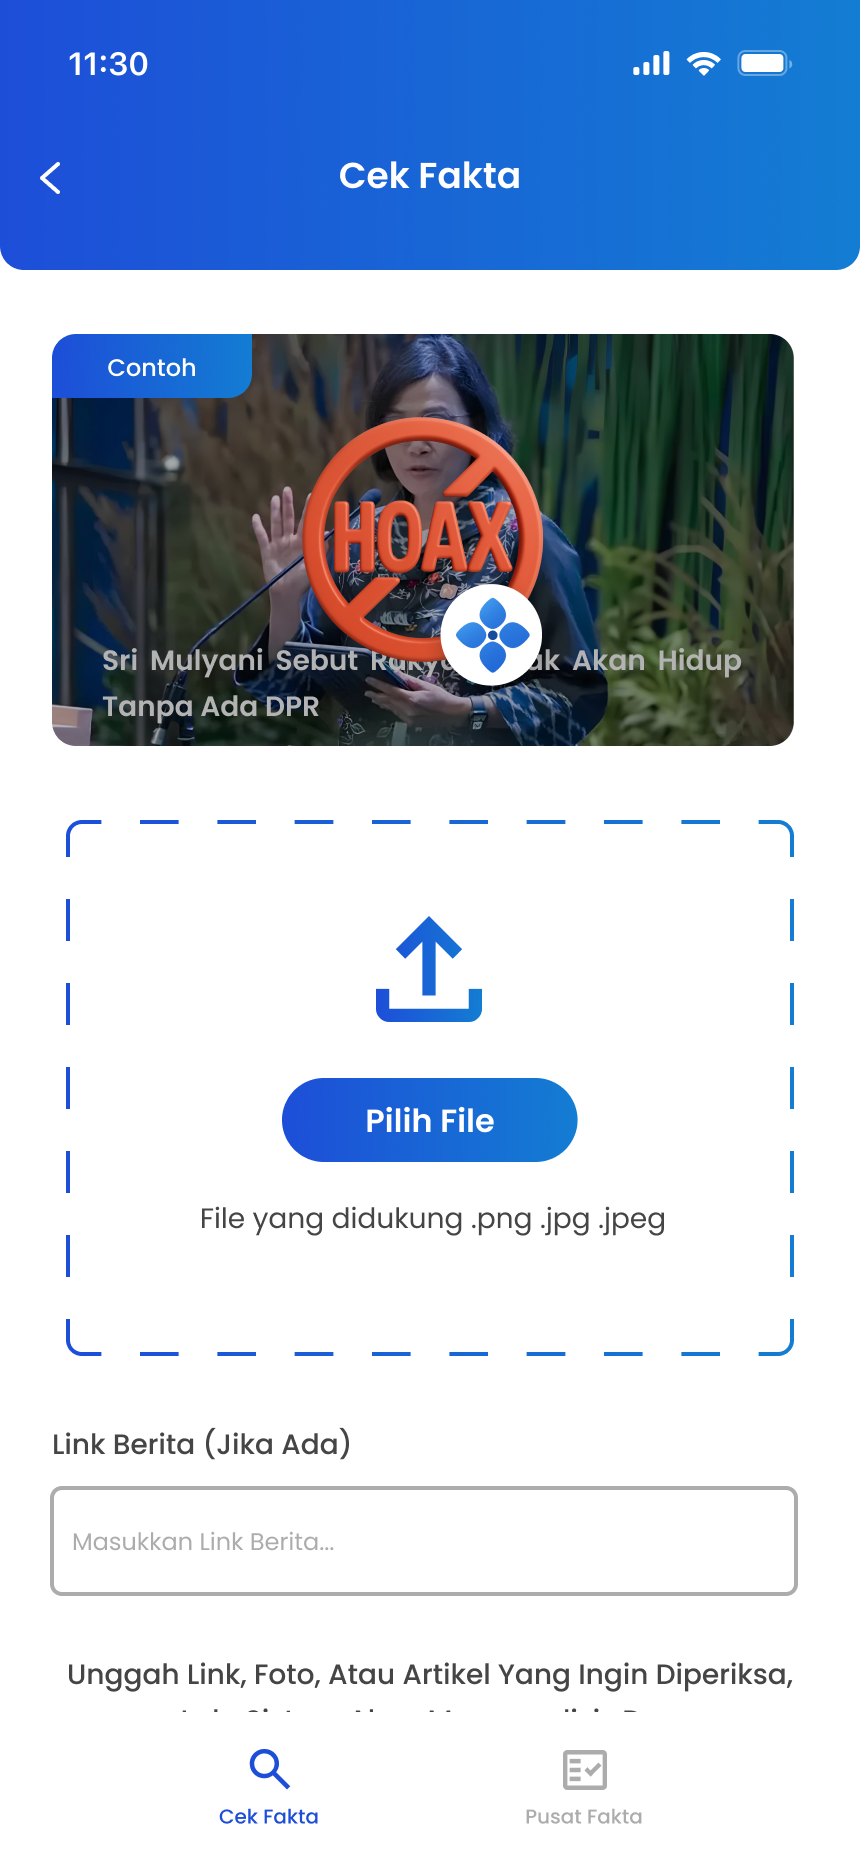 11:30
Cek Fakta
Contoh
HOAX
Sri Mulyani Sebut Akan Hidup
Tanpa Ada DPR
Pilih File
File yang didukung .png .jpg .jpeg
Link Berita (Jika Ada)
Masukkan Link Berita...
Unggah Link, Foto, Atau Artikel Yang Ingin Diperiksa,
Cek Fakta
Pusat Fakta